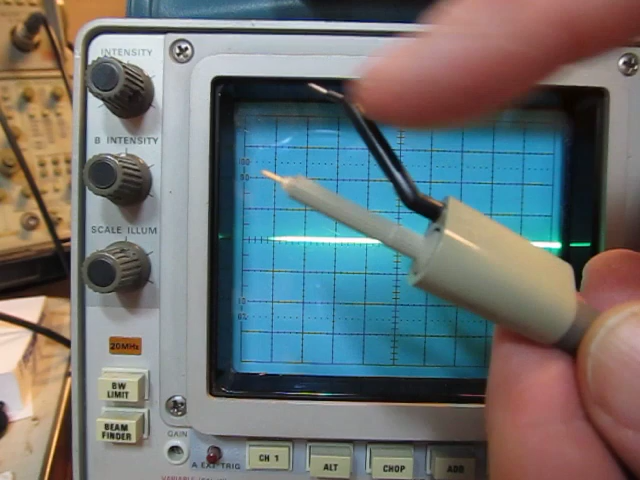 INTENSITY
B INTENSITY
SCALE ILLUM
100
90
10
20MHz
BW
LIMIT
BEAM
FINDER
GAIN
A EXT TRIG
CH 1
ALT
CHOP
ADD